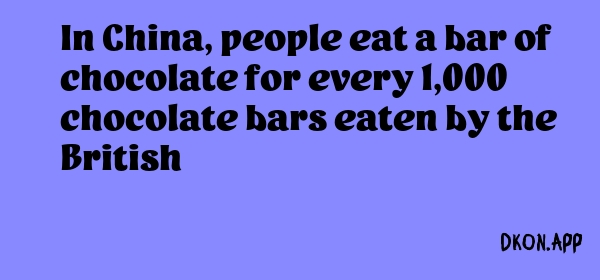 In China, people eat a bar of
chocolate for every 1,000
chocolate bars eaten by the
British
DKON.APP